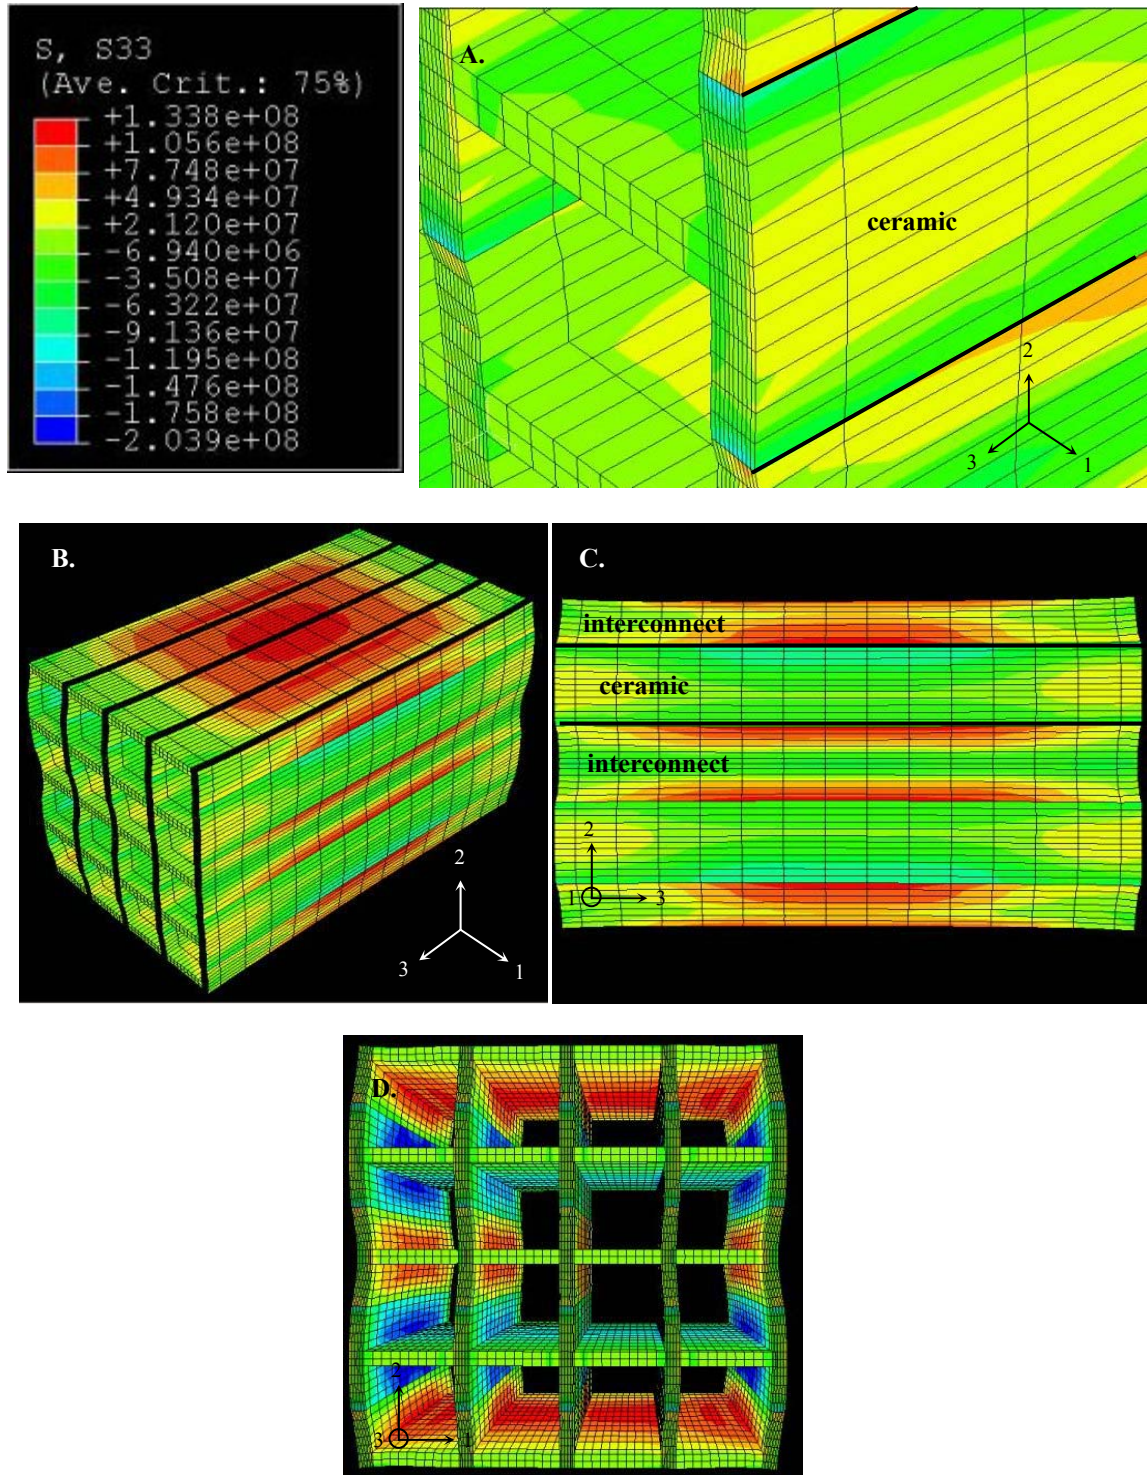 S, S33
(Ave. Crit.: 75%)
+1.338e+08
+1.056e+08
+7.748e+07
+4.934e+07
+2.120e+07
-6.940e+06
-3.508e+07
-6.322e+07
-9.136e+07
-1.195e+08
-1.476e+08
-1.758e+08
-2.039e+08
A.
ceramic
2
3
1
B.
2
3
1
C.
interconnect
ceramic
interconnect
2
1
3
D.
2
3
1